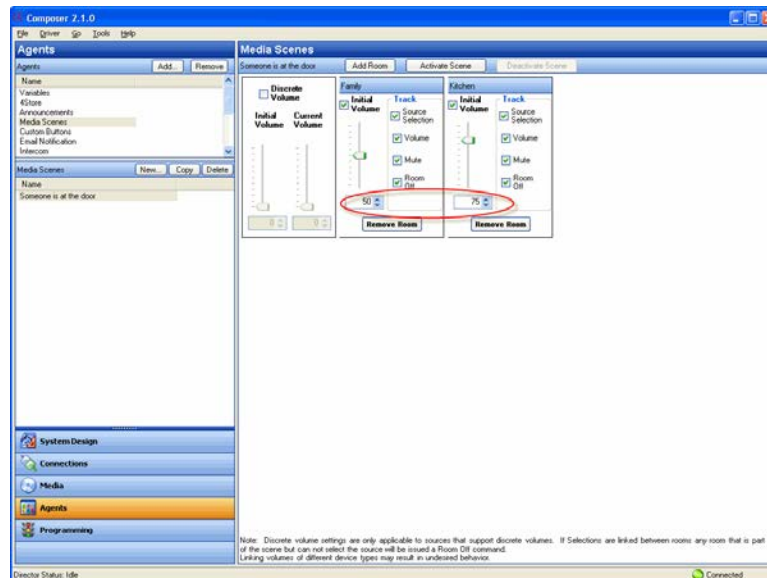 Composer 2.1.0
File Driver Go Tools Help
Agents
Agents Add... Remove
Name
Variables
4Store
Announcements
Media Scenes
Custom Buttons
Email Notification
Intercom
Media Scenes New... Copy Delete
Name
Someone is at the door
System Design
Connections
Media
Agents
Programming
Director Status: Idle
Media Scenes
Someone is at the door Add Room Activate Scene Deactivate Scene
Discrete Volume
Initial Volume Current Volume
0 0
Family
Initial Volume
Track
Source Selection
Volume
Mute
Room Off
50
Remove Room
Kitchen
Initial Volume
Track
Source Selection
Volume
Mute
Room Off
75
Remove Room
Note: Discrete volume settings are only applicable to sources that support discrete volumes. If Selections are linked between rooms any room that is part
of the scene but can not select the source will be issued a Room Off command.
Linking volumes of different device types may result in undesired behavior.
Connected